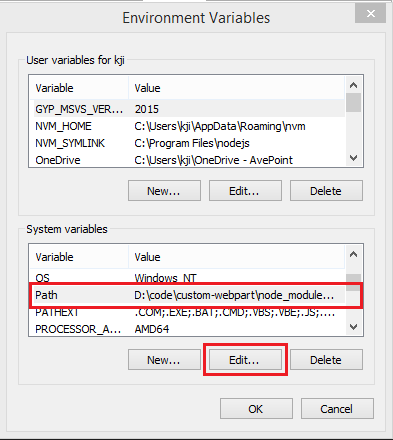 Environment Variables
User variables for kji
Variable Value
GYP_MSVS_VER... 2015
NVM_HOME C:\Users\kji\AppData\Roaming\nvm
NVM_SYMLINK C:\Program Files\nodejs
OneDrive C:\Users\kji\OneDrive - AvePoint
New... Edit... Delete
System variables
Variable Value
OS Windows_NT
Path D:\code\custom-webpart\node_module...
PATHEXT .COM;.EXE;.BAT;.CMD;.VBS;.VBE;.JS;....
PROCESSOR_A... AMD64
New... Edit... Delete
OK Cancel